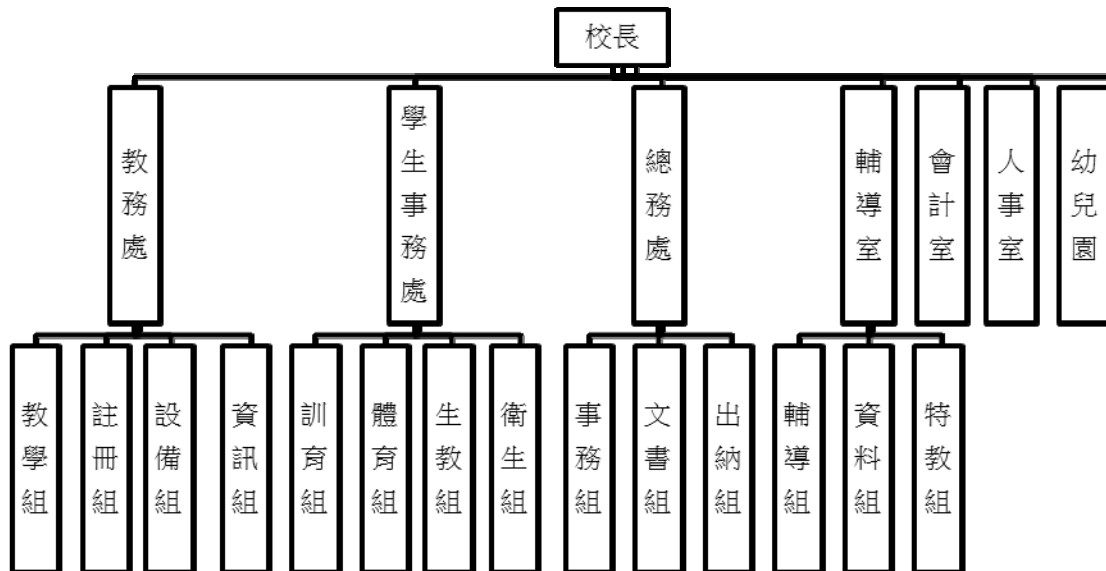 校長
教務處
學生事務處
總務處
輔導室
會計室
人事室
幼兒園
教學組
註冊組
設備組
資訊組
訓育組
體育組
生教組
衛生組
事務組
文書組
出納組
輔導組
資料組
特教組